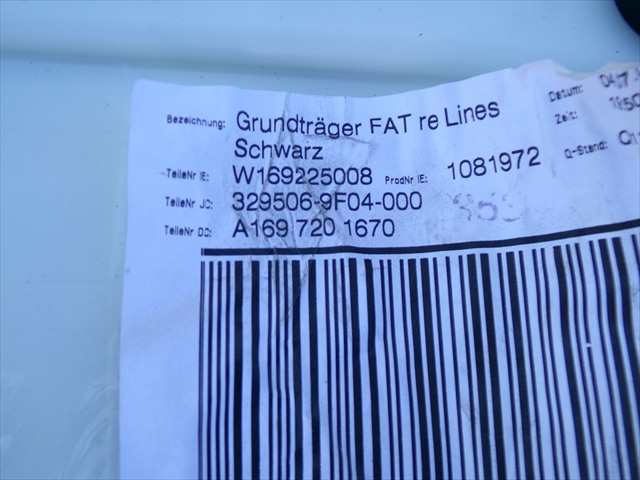 Bezeichnung: Grundträger FAT re Lines
Schwarz
TeileNr IE: W169225008 ProdNr IE: 1081972
TeileNr JC: 329506-9F04-000
TeileNr DC: A169 720 1670
Datum:
Zeit:
Q-Stand: